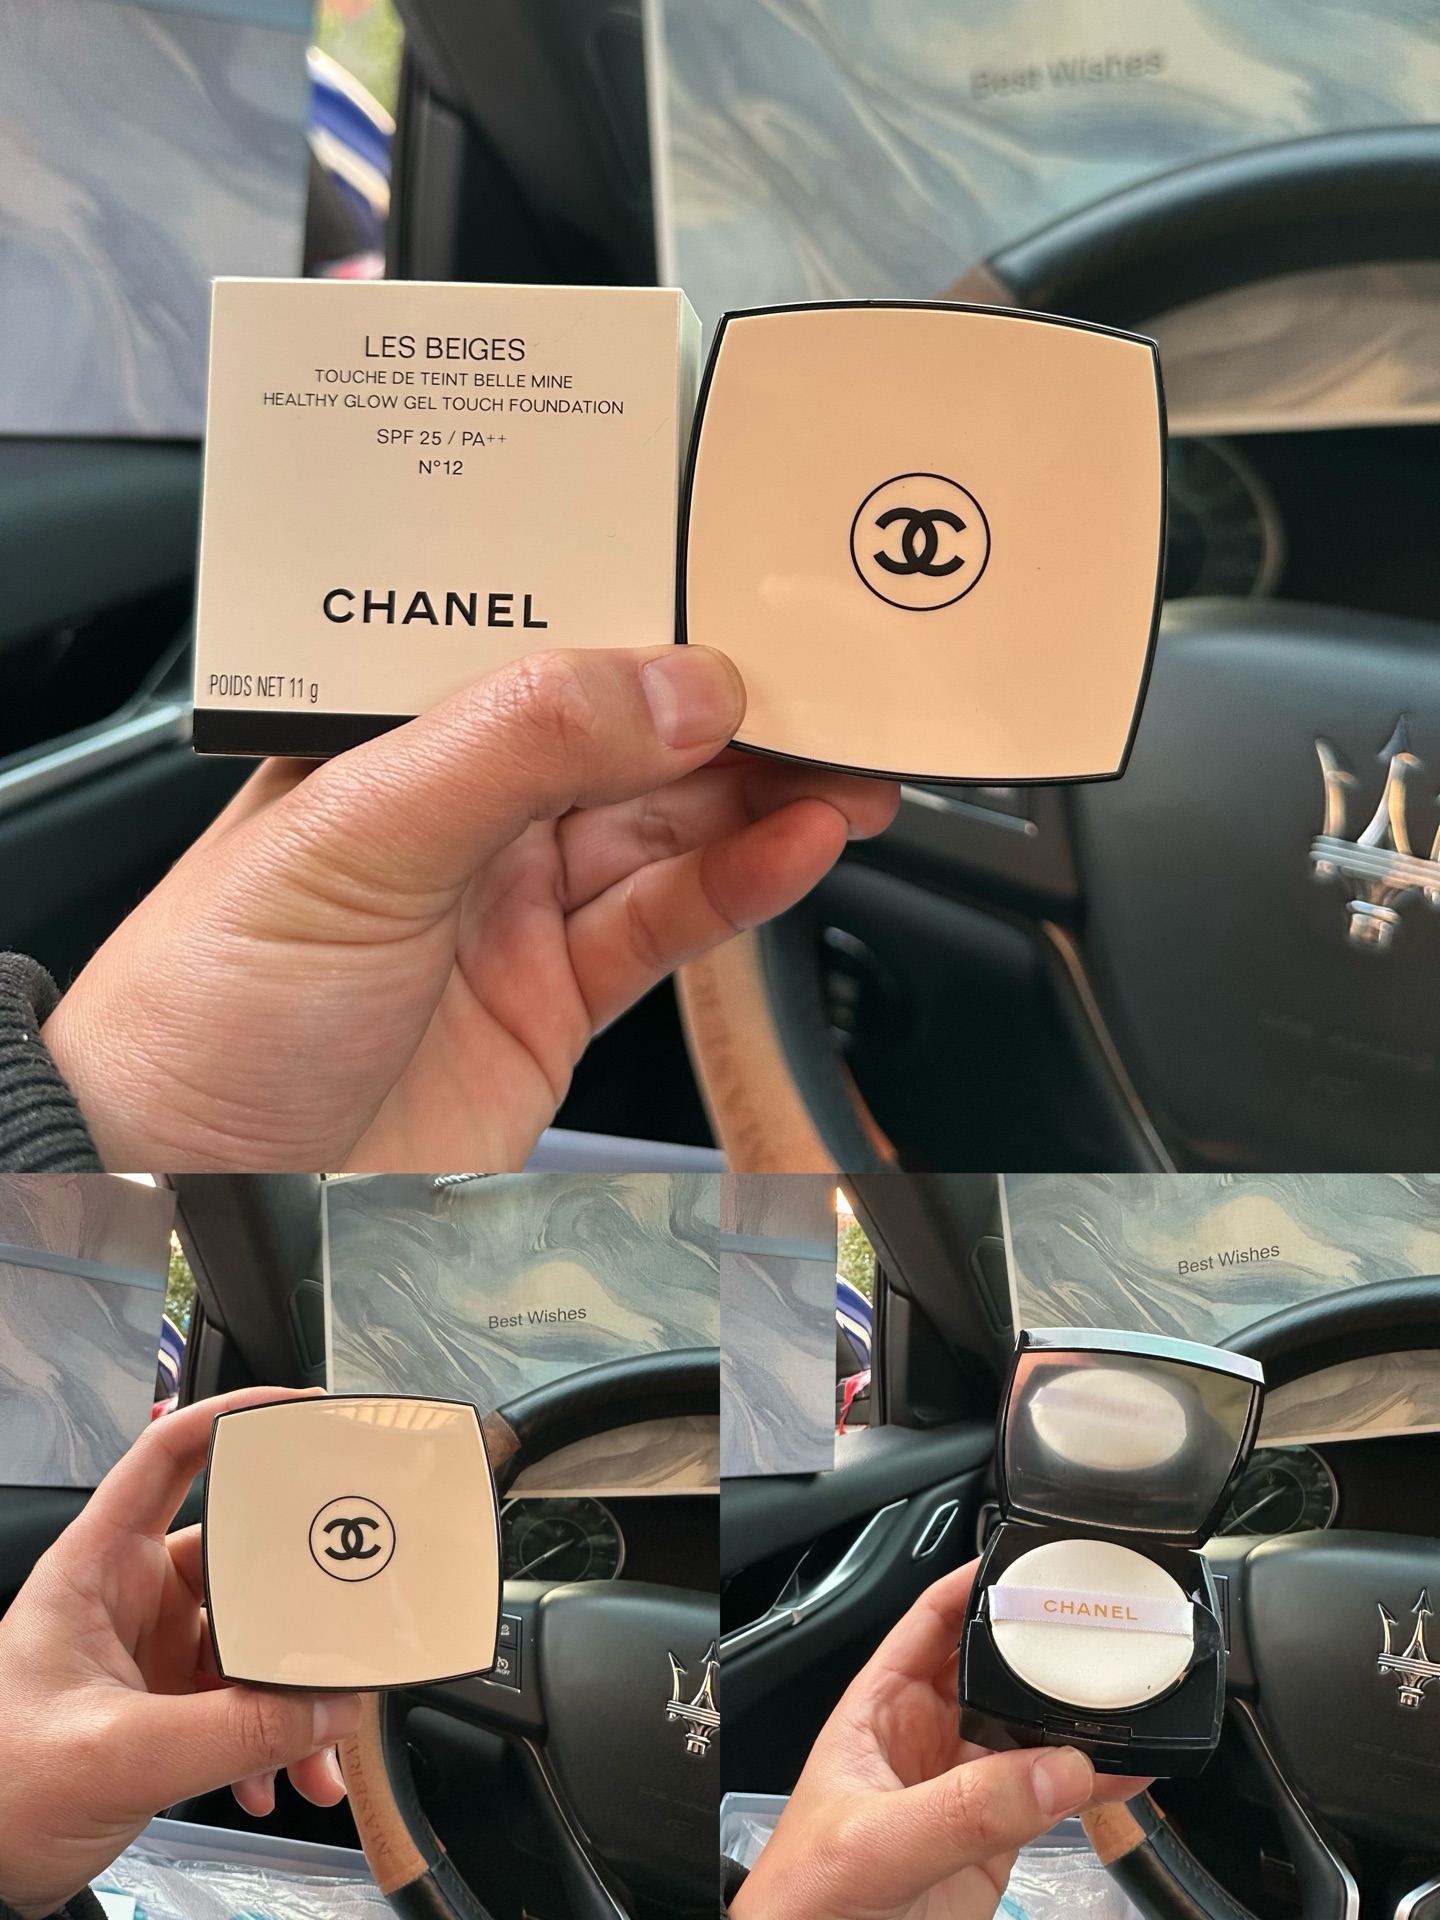 Best Wishes
LES BEIGES
TOUCHE DE TEINT BELLE MINE
HEALTHY GLOW GEL TOUCH FOUNDATION
SPF 25 / PA++
N°12
CHANEL
POIDS NET 11 g
Best Wishes
Best Wishes
CHANEL